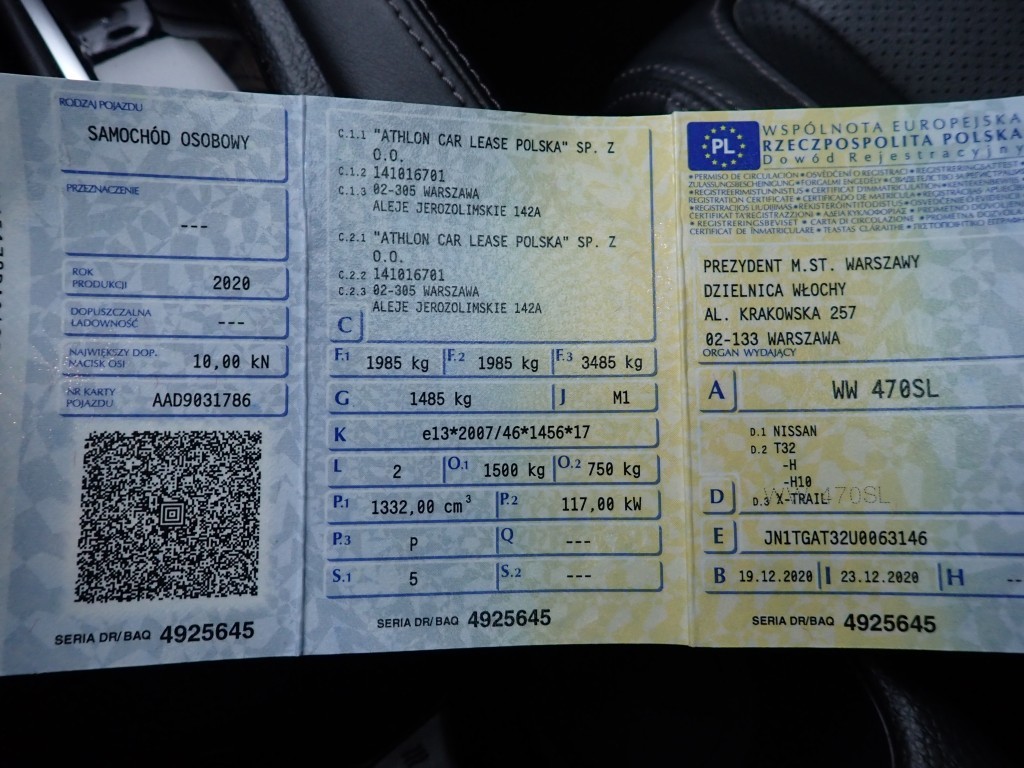 RODZAJ POJAZDU
SAMOCHÓD OSOBOWY
PRZEZNACZENIE
---
ROK PRODUKCJI
2020
DOPUSZCZALNA ŁADOWNOŚĆ
---
NAJWIĘKSZY DOP. NACISK OSI
10,00 kN
NR KARTY POJAZDU
AAD9031786
SERIA DR/BAQ 4925645
C.1.1 "ATHLON CAR LEASE POLSKA" SP. Z
O.O.
C.1.2 141016701
C.1.3 02-305 WARSZAWA
ALEJE JEROZOLIMSKIE 142A
C.2.1 "ATHLON CAR LEASE POLSKA" SP. Z
O.O.
C.2.2 141016701
C.2.3 02-305 WARSZAWA
ALEJE JEROZOLIMSKIE 142A
C
F.1 1985 kg F.2 1985 kg F.3 3485 kg
G 1485 kg J M1
K e13*2007/46*1456*17
L 2 O.1 1500 kg O.2 750 kg
P.1 1332,00 cm³ P.2 117,00 kW
P.3 P Q ---
S.1 5 S.2 ---
SERIA DR/BAQ 4925645
PL
WSPÓLNOTA EUROPEJSKA
RZECZPOSPOLITA POLSKA
Dowód Rejestracyjny
PREZYDENT M.ST. WARSZAWY
DZIELNICA WŁOCHY
AL. KRAKOWSKA 257
02-133 WARSZAWA
ORGAN WYDAJĄCY
A WW 470SL
D.1 NISSAN
D.2 T32
-H
-H10
D D.3 X-TRAIL
WW 470SL
E JN1TGAT32U0063146
B 19.12.2020 I 23.12.2020 H --
SERIA DR/BAQ 4925645